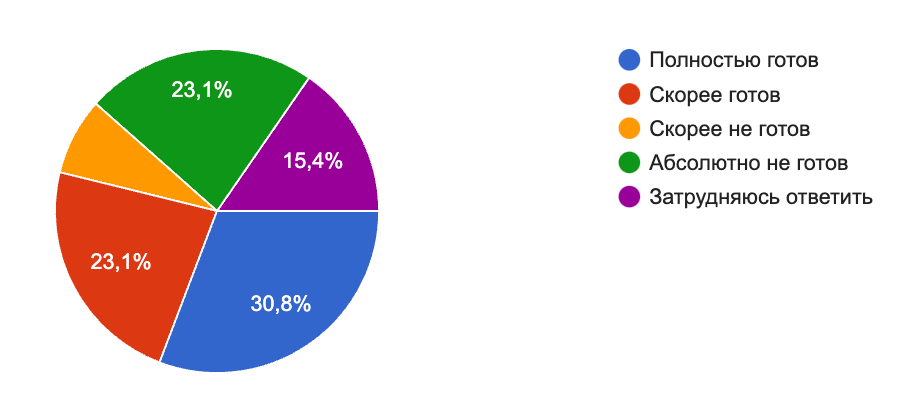 23,1%
15,4%
23,1%
30,8%
Полностью готов
Скорее готов
Скорее не готов
Абсолютно не готов
Затрудняюсь ответить